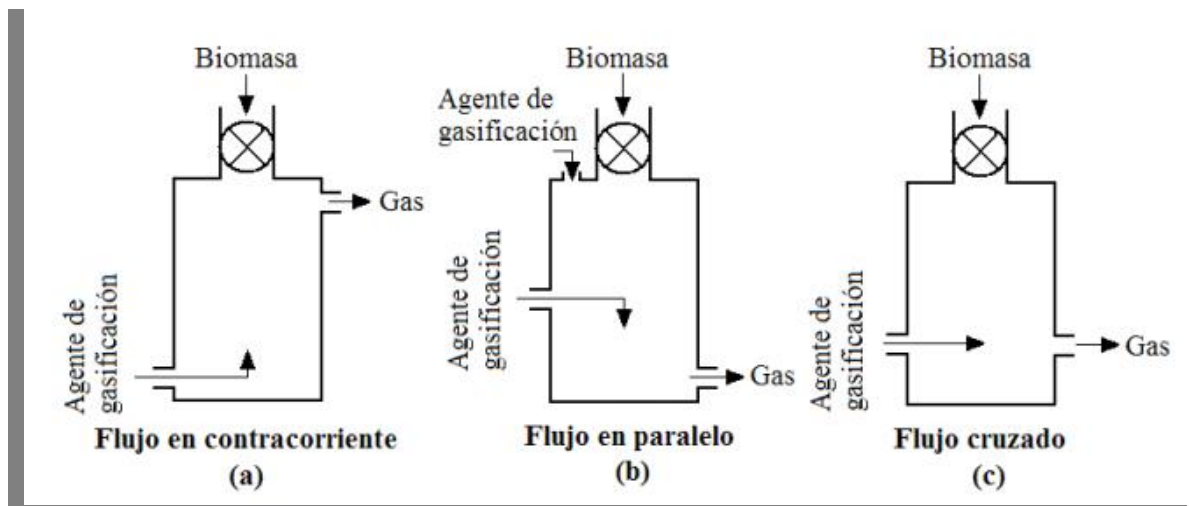 Biomasa
Gas
Agente de
gasificación
Flujo en contracorriente
(a)
Biomasa
Agente de
gasificación
Agente de
gasificación
Gas
Flujo en paralelo
(b)
Biomasa
Agente de
gasificación
Gas
Flujo cruzado
(c)